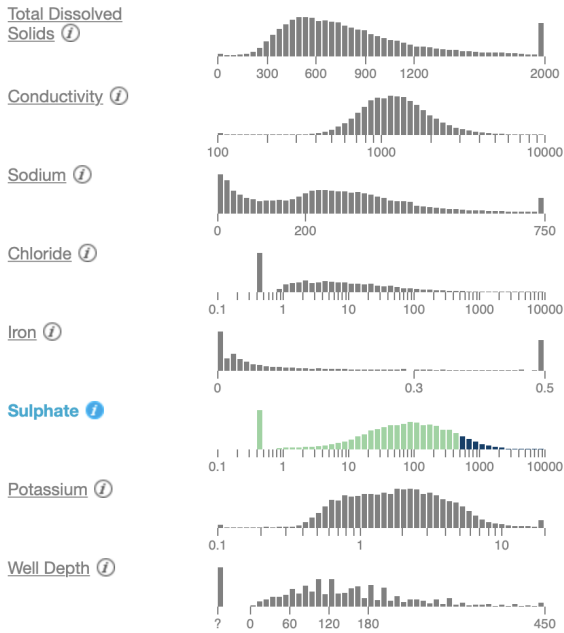 Total Dissolved
Solids i
0 300 600 900 1200 2000
Conductivity i
100 1000 10000
Sodium i
0 200 750
Chloride i
0.1 1 10 100 1000 10000
Iron i
0 0.3 0.5
Sulphate i
0.1 1 10 100 1000 10000
Potassium i
0.1 1 10
Well Depth i
? 0 60 120 180 450